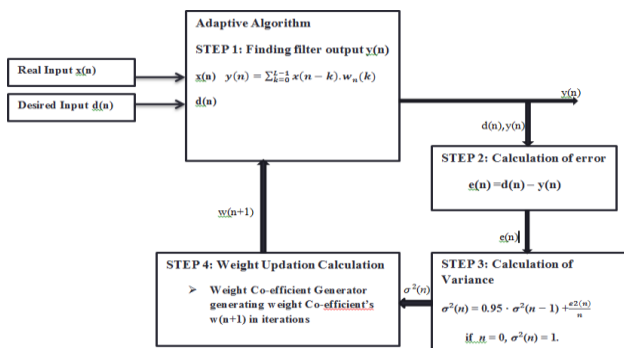 Adaptive Algorithm
STEP 1: Finding filter output y(n)
Real Input x(n)
x(n) y(n) = Σ_{k=0}^{L-1} x(n − k). w_n(k)
Desired Input d(n)
d(n)
y(n)
d(n),y(n)
STEP 2: Calculation of error
e(n) =d(n) – y(n)
w(n+1)
e(n)
STEP 4: Weight Updation Calculation
➢ Weight Co-efficient Generator
generating weight Co-efficient's
w(n+1) in iterations
σ²(n)
STEP 3: Calculation of
Variance
σ²(n) = 0.95 · σ²(n − 1) + e2(n)/n
if n = 0, σ²(n) = 1.